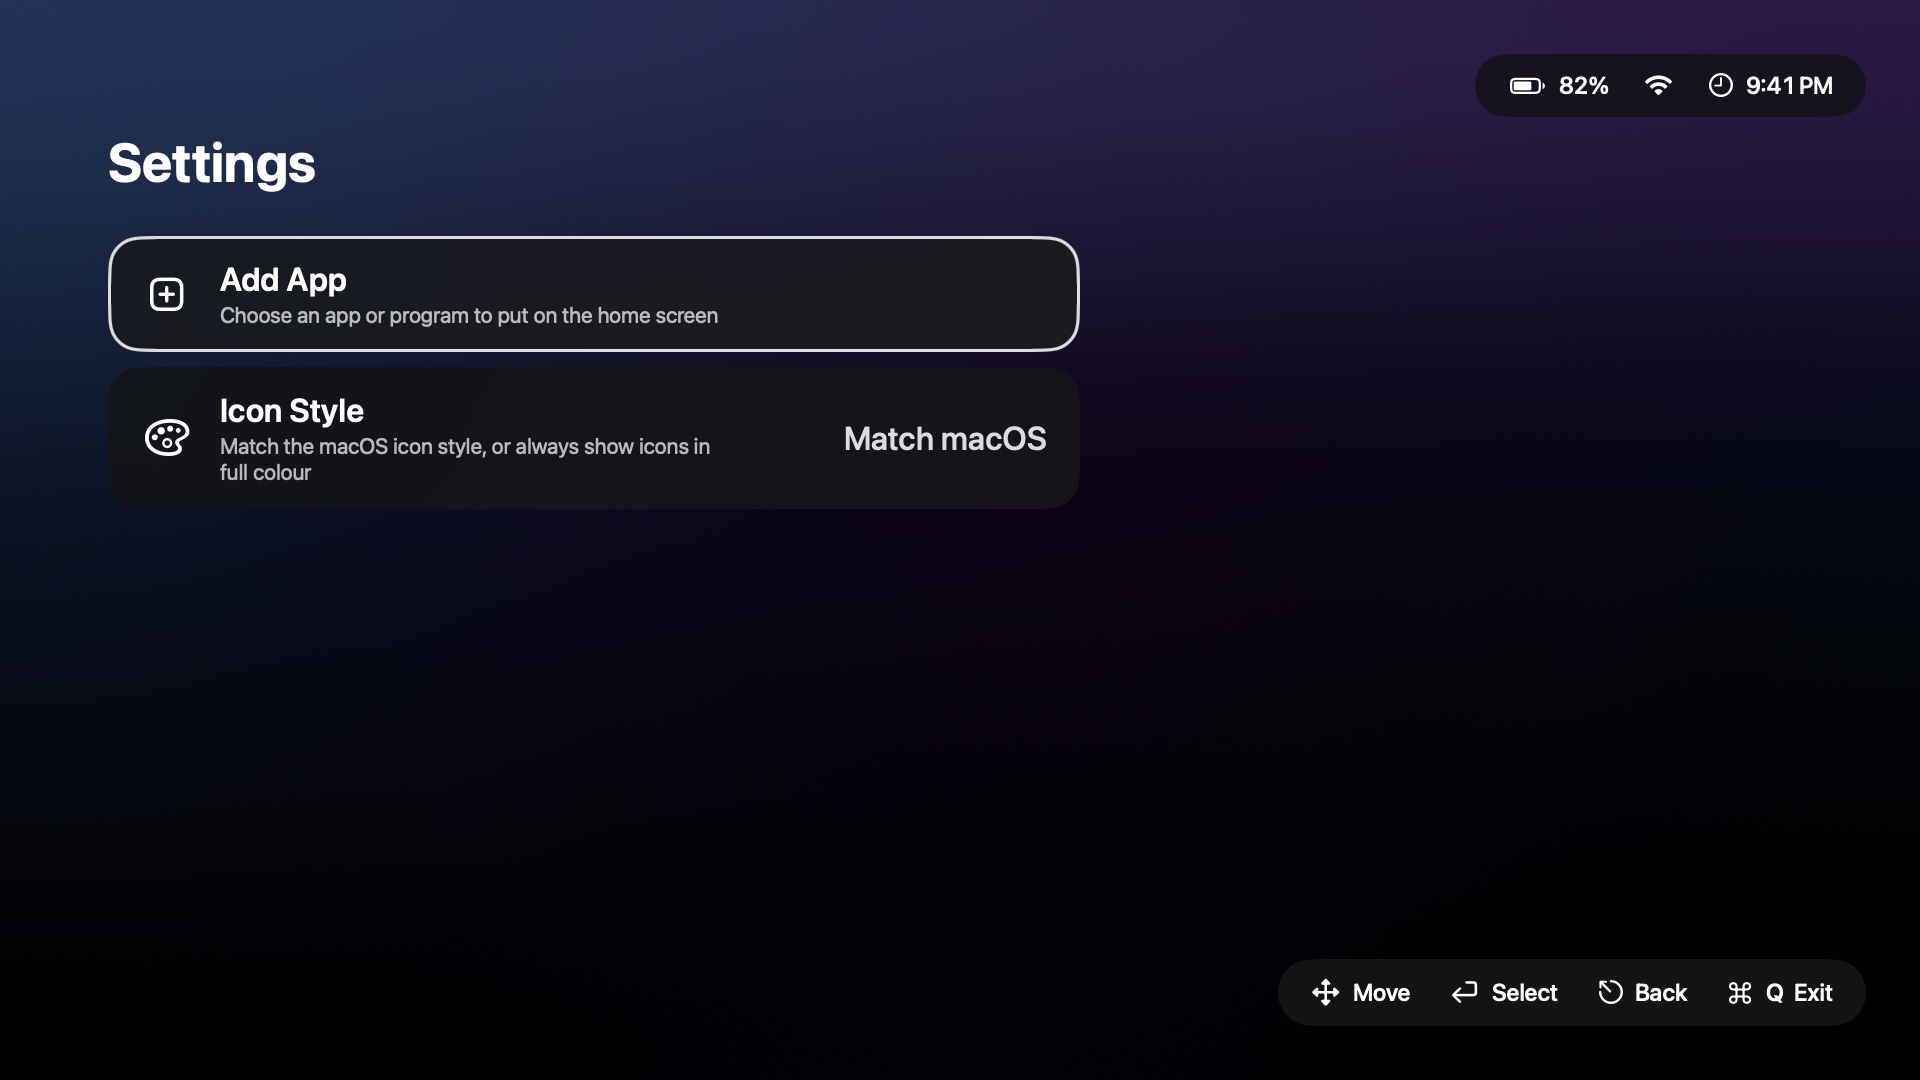 82%
9:41 PM
Settings
Add App
Choose an app or program to put on the home screen
Icon Style
Match the macOS icon style, or always show icons in
full colour
Match macOS
Move
Select
Back
⌘ Q Exit